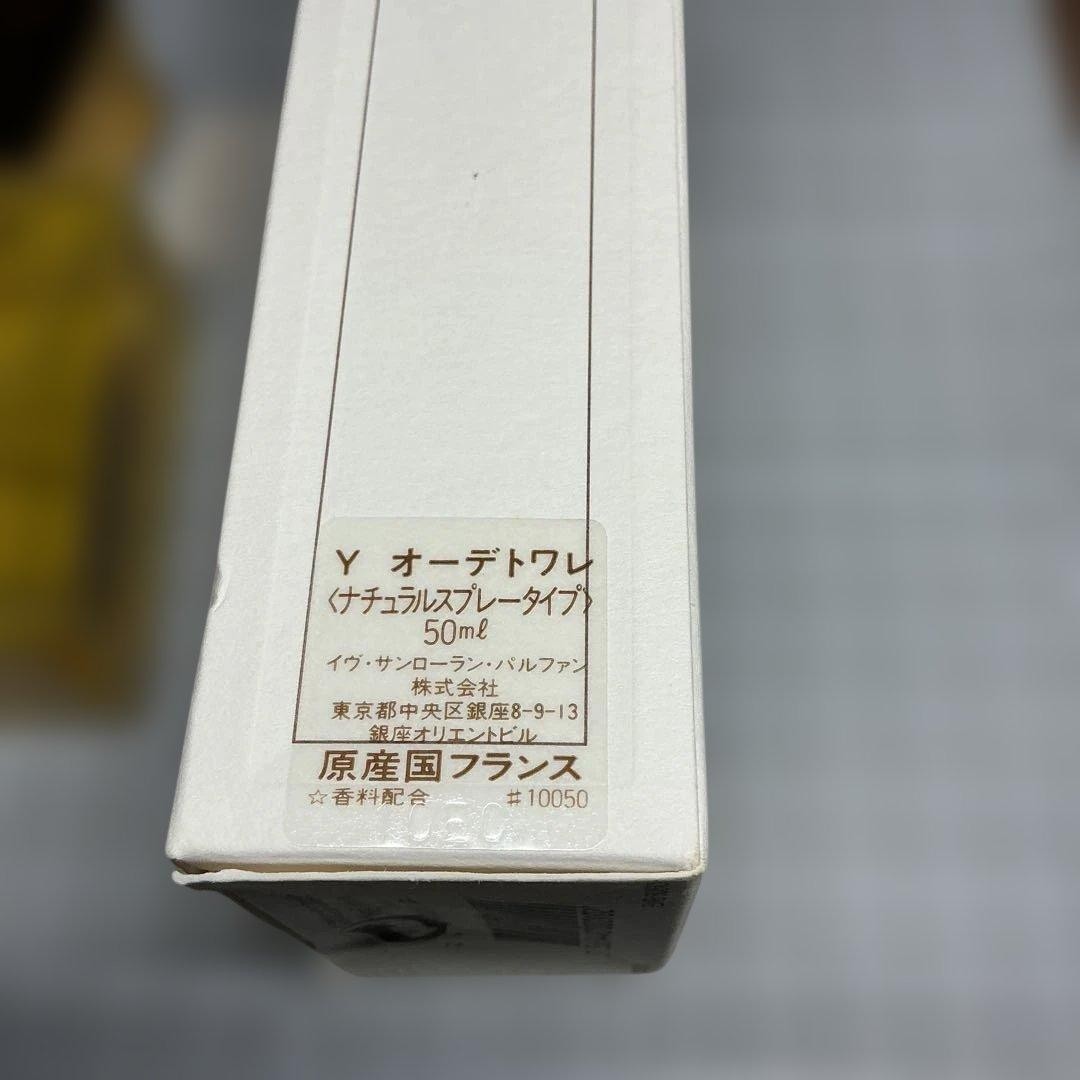 Y オーデトワレ
〈ナチュラルスプレータイプ〉
50ml
イヴ・サンローラン・パルファン
株式会社
東京都中央区銀座8-9-13
銀座オリエントビル
原産国フランス
☆香料配合 #10050